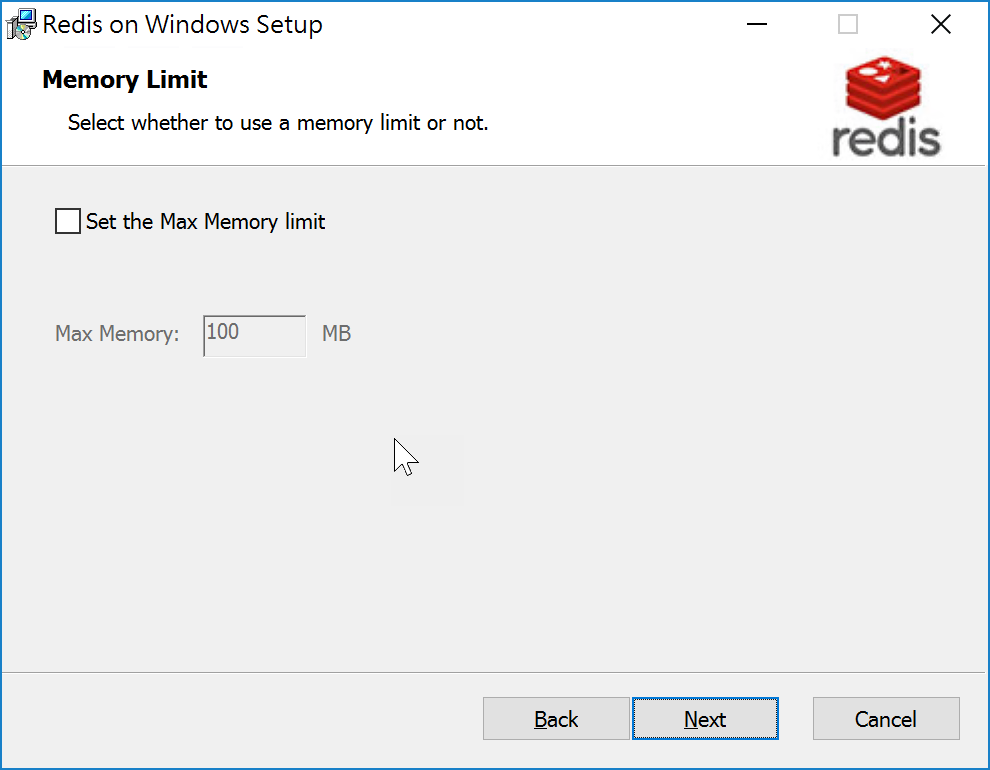 Redis on Windows Setup
Memory Limit
Select whether to use a memory limit or not.
redis
Set the Max Memory limit
Max Memory: 100 MB
Back Next Cancel